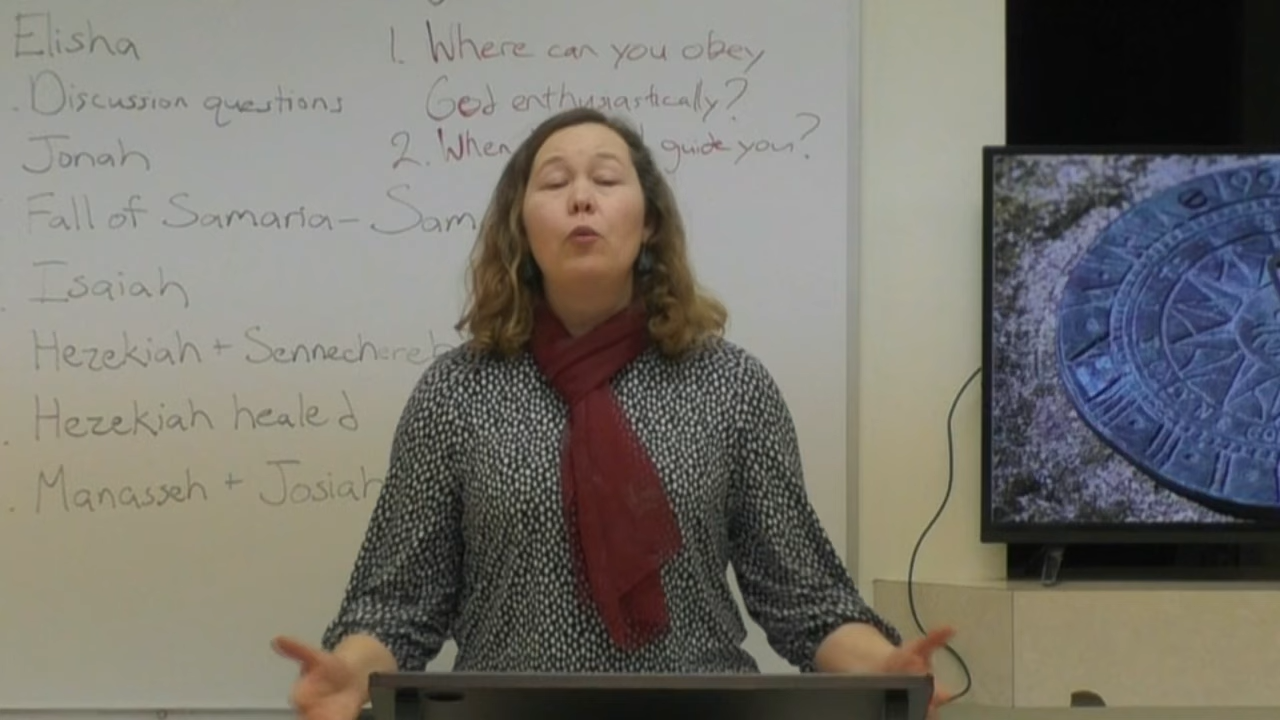 Elisha
Discussion questions
Jonah
Fall of Samaria - Sam
Isaiah
Hezekiah + Sennechereb
Hezekiah healed
Manasseh + Josiah
1. Where can you obey
God enthusiastically?
2. When guide you?